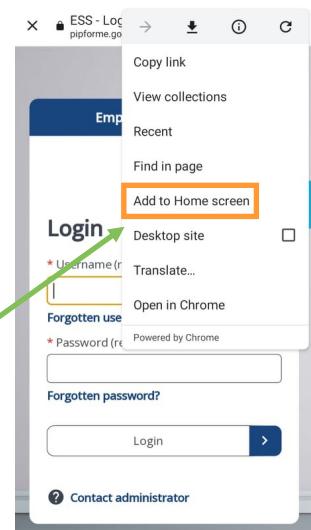 ESS - Log
pipforme.go
Copy link
View collections
Recent
Find in page
Add to Home screen
Desktop site
Translate...
Open in Chrome
Powered by Chrome
Emp
Login
* Username (r
Forgotten use
* Password (re
Forgotten password?
Login
Contact administrator